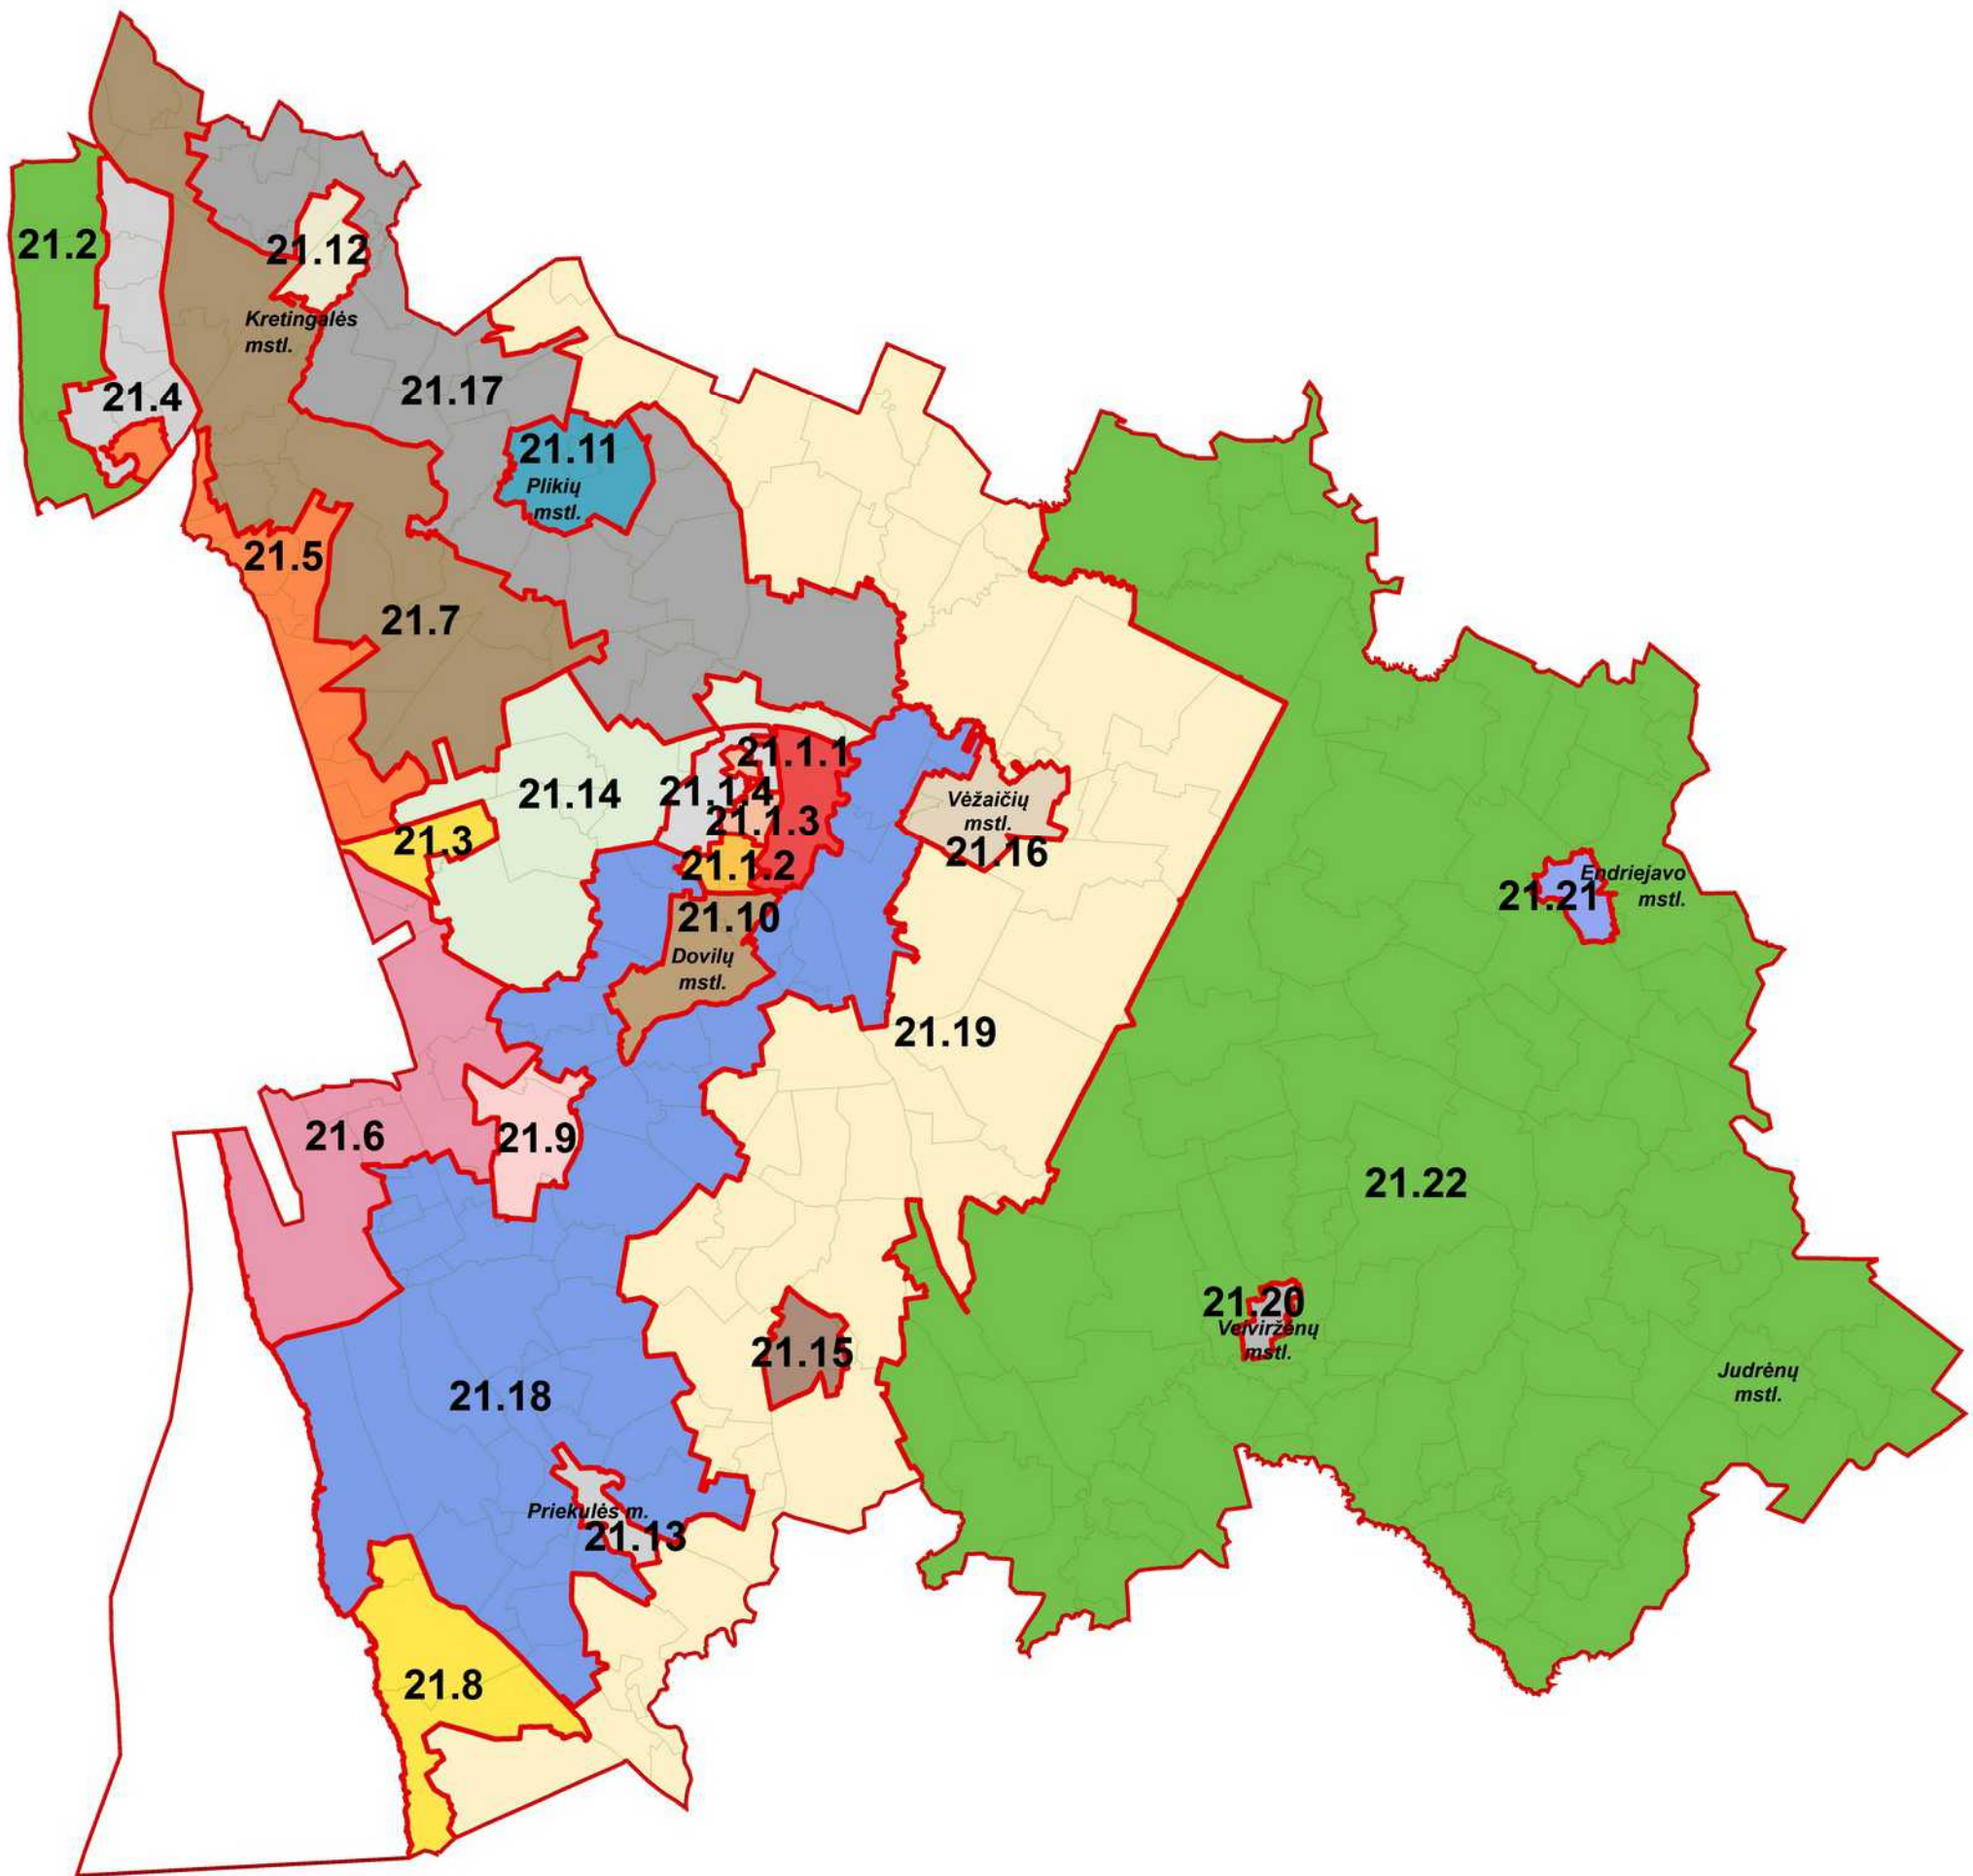 21.2
21.12
Kretingalės
mstl.
21.4
21.17
21.11
Plikių
mstl.
21.5
21.7
21.1.1
21.14
21.1.4
21.1.3
Vėžaičių
mstl.
21.16
21.3
21.1.2
Endriejavo
mstl.
21.21
21.10
Dovilų
mstl.
21.19
21.6
21.9
21.22
21.20
Veiviržėnų
mstl.
21.15
Judrėnų
mstl.
21.18
Priekulės m.
21.13
21.8